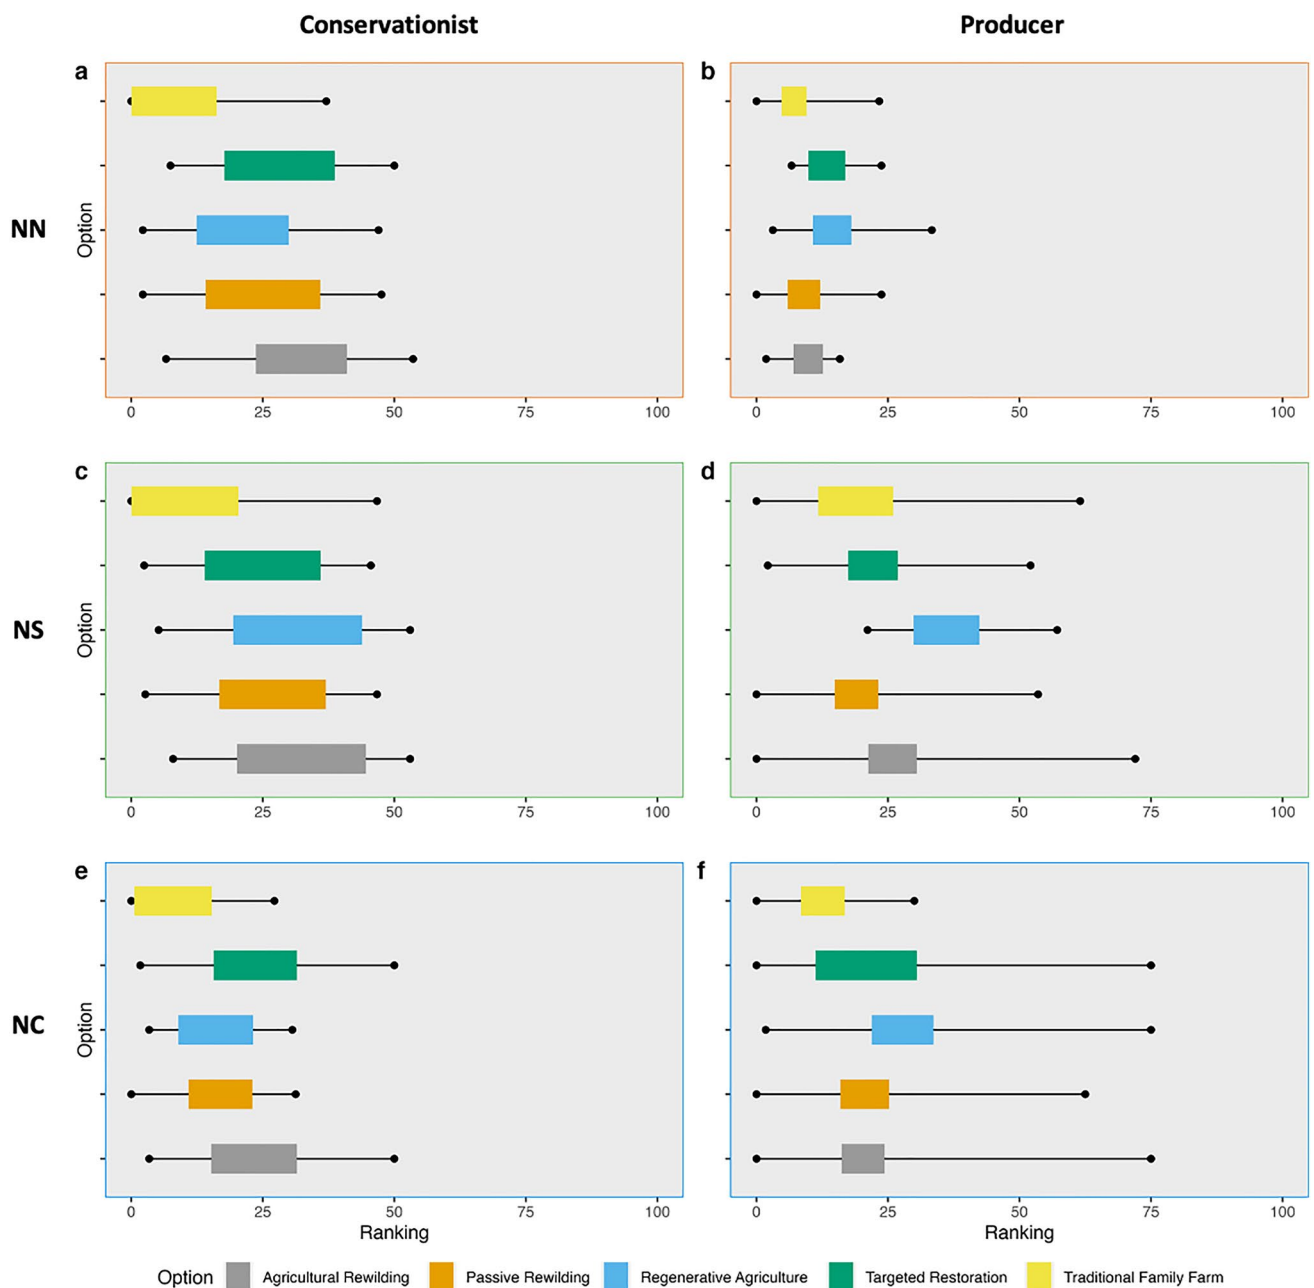 Conservationist Producer
a b
NN Option
0 25 50 75 100 0 25 50 75 100
c d
NS Option
0 25 50 75 100 0 25 50 75 100
e f
NC Option
0 25 50 75 100 0 25 50 75 100
Ranking Ranking
Option Agricultural Rewilding Passive Rewilding Regenerative Agriculture Targeted Restoration Traditional Family Farm